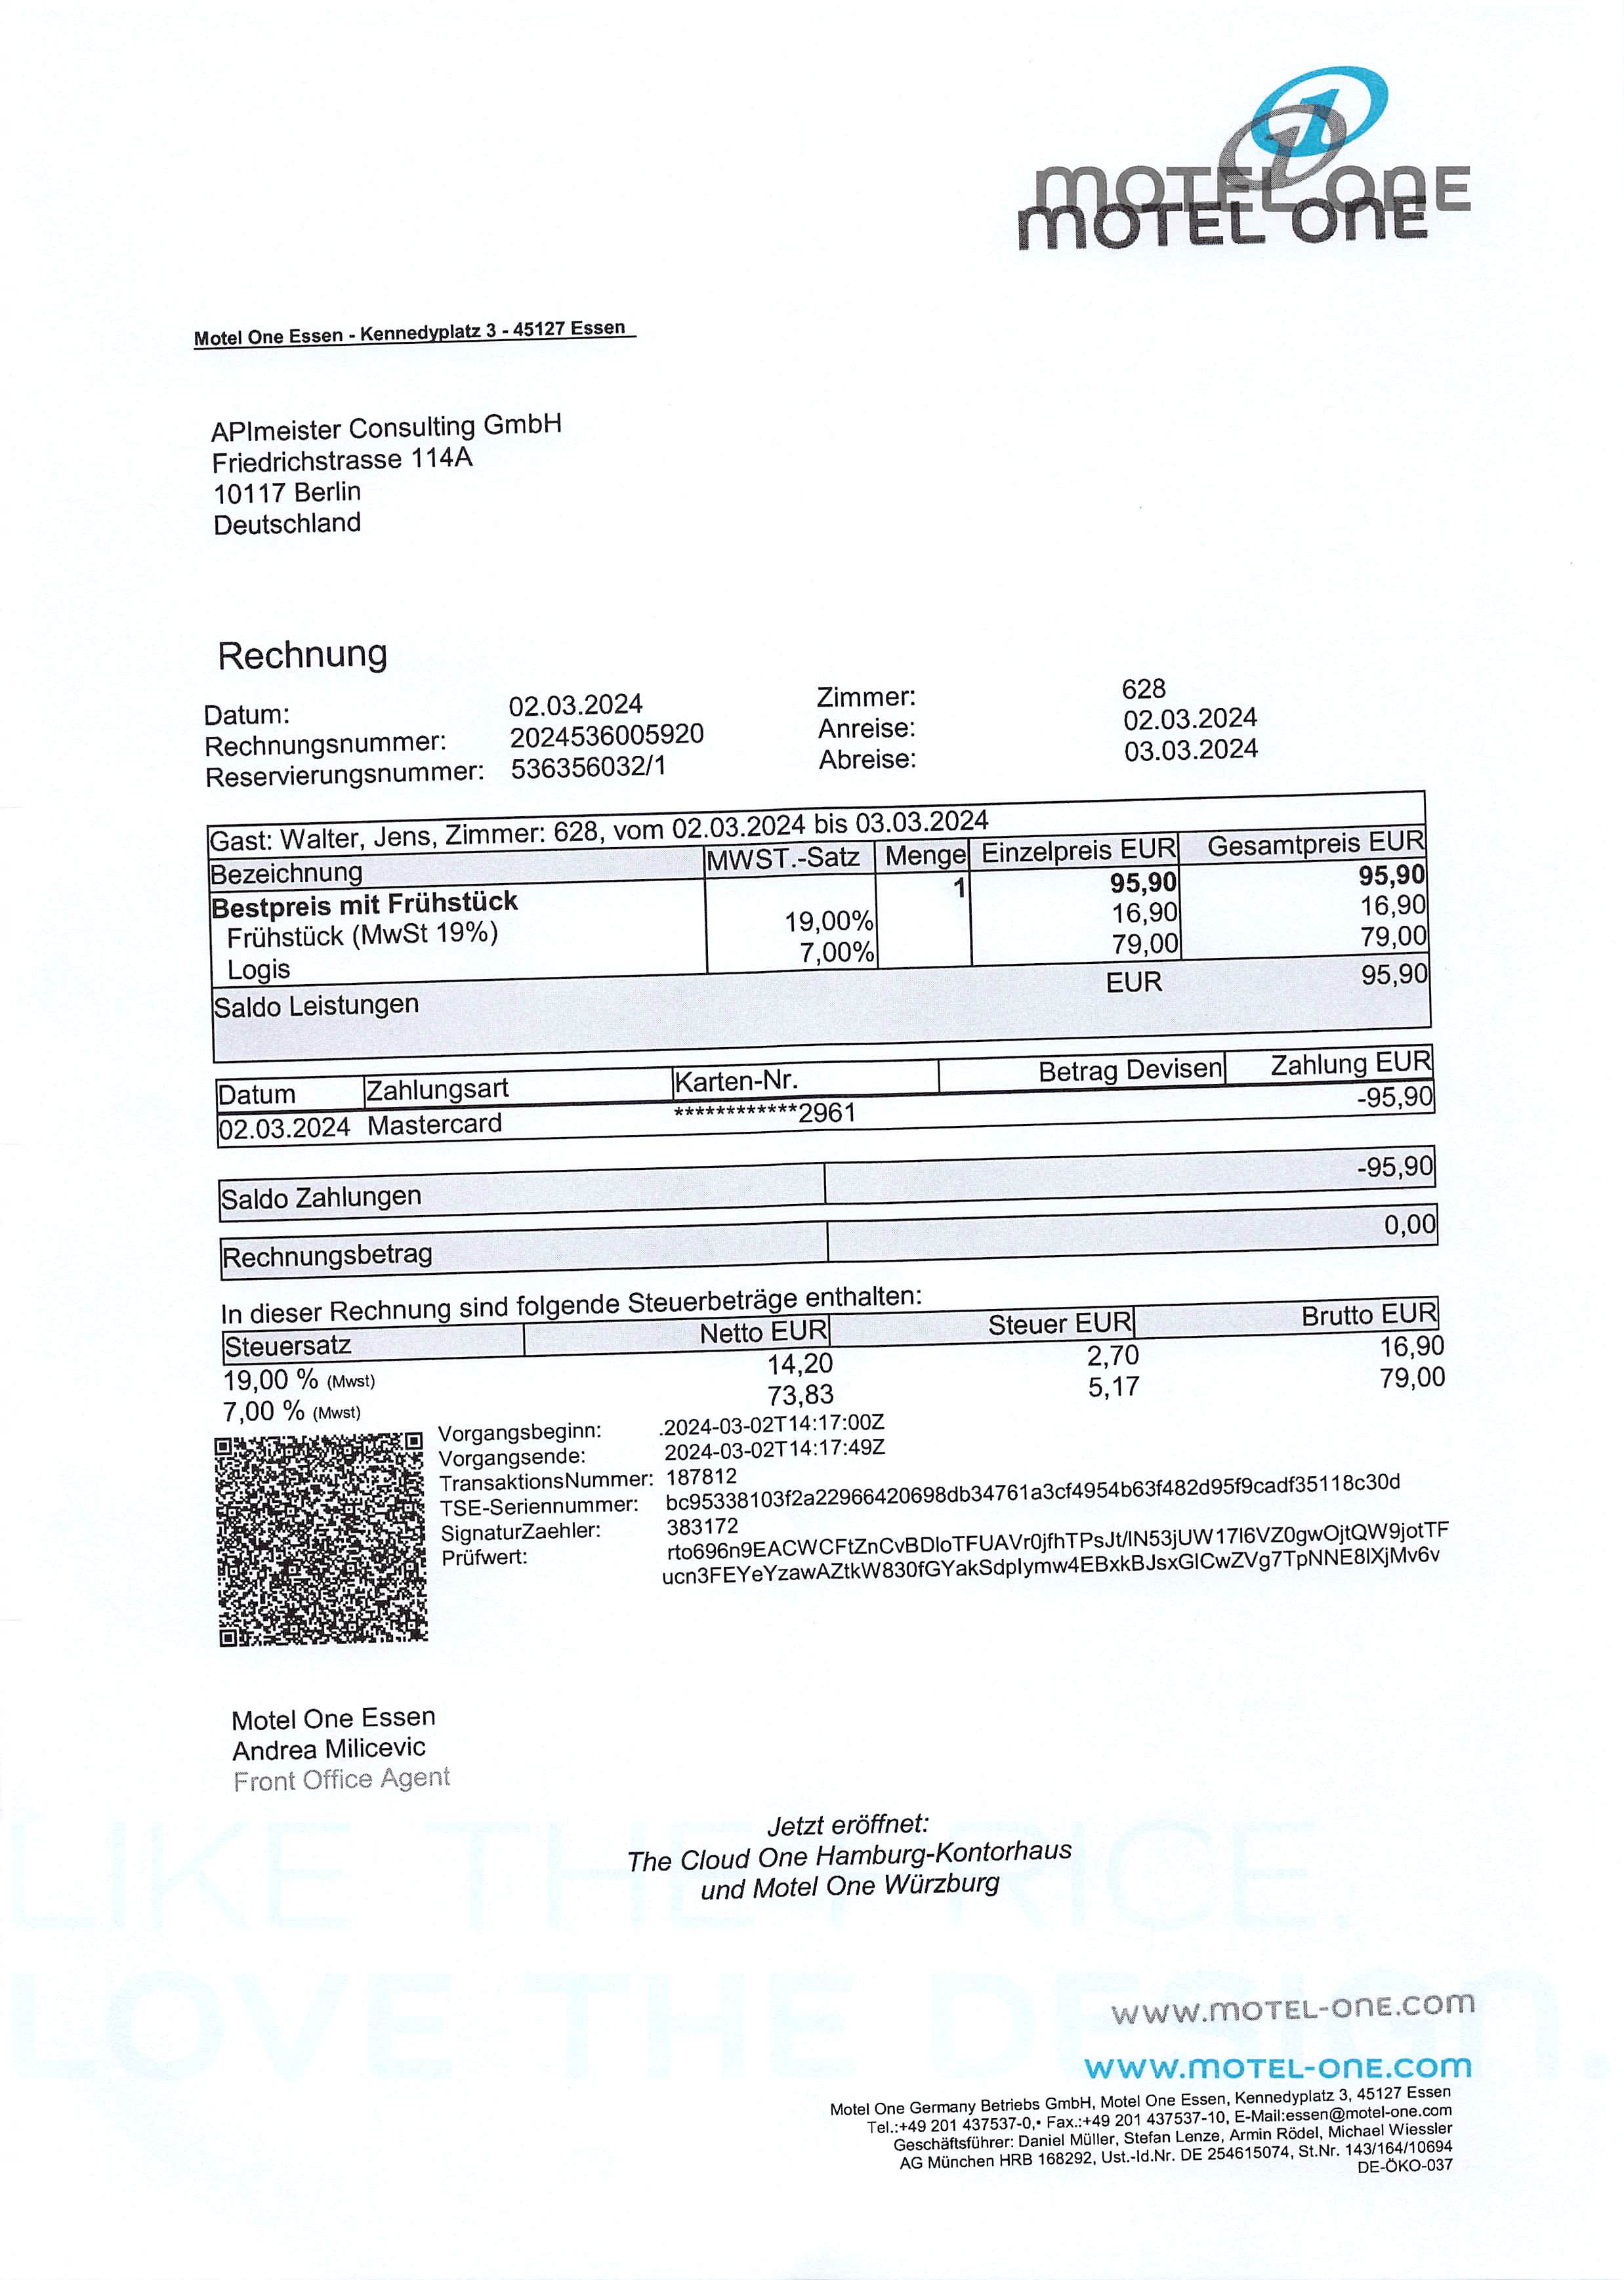 MOTEL ONE
MOTEL ONE
Motel One Essen - Kennedyplatz 3 - 45127 Essen
APImeister Consulting GmbH
Friedrichstrasse 114A
10117 Berlin
Deutschland
Rechnung
Datum: 02.03.2024 Zimmer: 628
Rechnungsnummer: 2024536005920 Anreise: 02.03.2024
Reservierungsnummer: 536356032/1 Abreise: 03.03.2024
Gast: Walter, Jens, Zimmer: 628, vom 02.03.2024 bis 03.03.2024
Bezeichnung MWST.-Satz Menge Einzelpreis EUR Gesamtpreis EUR
Bestpreis mit Frühstück 1 95,90 95,90
Frühstück (MwSt 19%) 19,00% 16,90 16,90
Logis 7,00% 79,00 79,00
Saldo Leistungen EUR 95,90
Datum Zahlungsart Karten-Nr. Betrag Devisen Zahlung EUR
02.03.2024 Mastercard ************2961 -95,90
Saldo Zahlungen -95,90
Rechnungsbetrag 0,00
In dieser Rechnung sind folgende Steuerbeträge enthalten:
Steuersatz Netto EUR Steuer EUR Brutto EUR
19,00 % (Mwst) 14,20 2,70 16,90
7,00 % (Mwst) 73,83 5,17 79,00
Vorgangsbeginn: .2024-03-02T14:17:00Z
Vorgangsende: 2024-03-02T14:17:49Z
TransaktionsNummer: 187812
TSE-Seriennummer: bc95338103f2a22966420698db34761a3cf4954b63f482d95f9cadf35118c30d
SignaturZaehler: 383172
Prüfwert: rto696n9EACWCFtZnCvBDIoTFUAVr0jfhTPsJt/IN53jUW17I6VZ0gwOjtQW9jotTF
ucn3FEYeYzawAZtkW830fGYakSdpIymw4EBxkBJsxGICwZVg7TpNNE8IXjMv6v
Motel One Essen
Andrea Milicevic
Front Office Agent
Jetzt eröffnet:
The Cloud One Hamburg-Kontorhaus
und Motel One Würzburg
LIKE THE PRICE.
LOVE THE DESIGN.
www.motel-one.com
www.motel-one.com
Motel One Germany Betriebs GmbH, Motel One Essen, Kennedyplatz 3, 45127 Essen
Tel.:+49 201 437537-0,• Fax.:+49 201 437537-10, E-Mail:essen@motel-one.com
Geschäftsführer: Daniel Müller, Stefan Lenze, Armin Rödel, Michael Wiessler
AG München HRB 168292, Ust.-Id.Nr. DE 254615074, St.Nr. 143/164/10694
DE-ÖKO-037